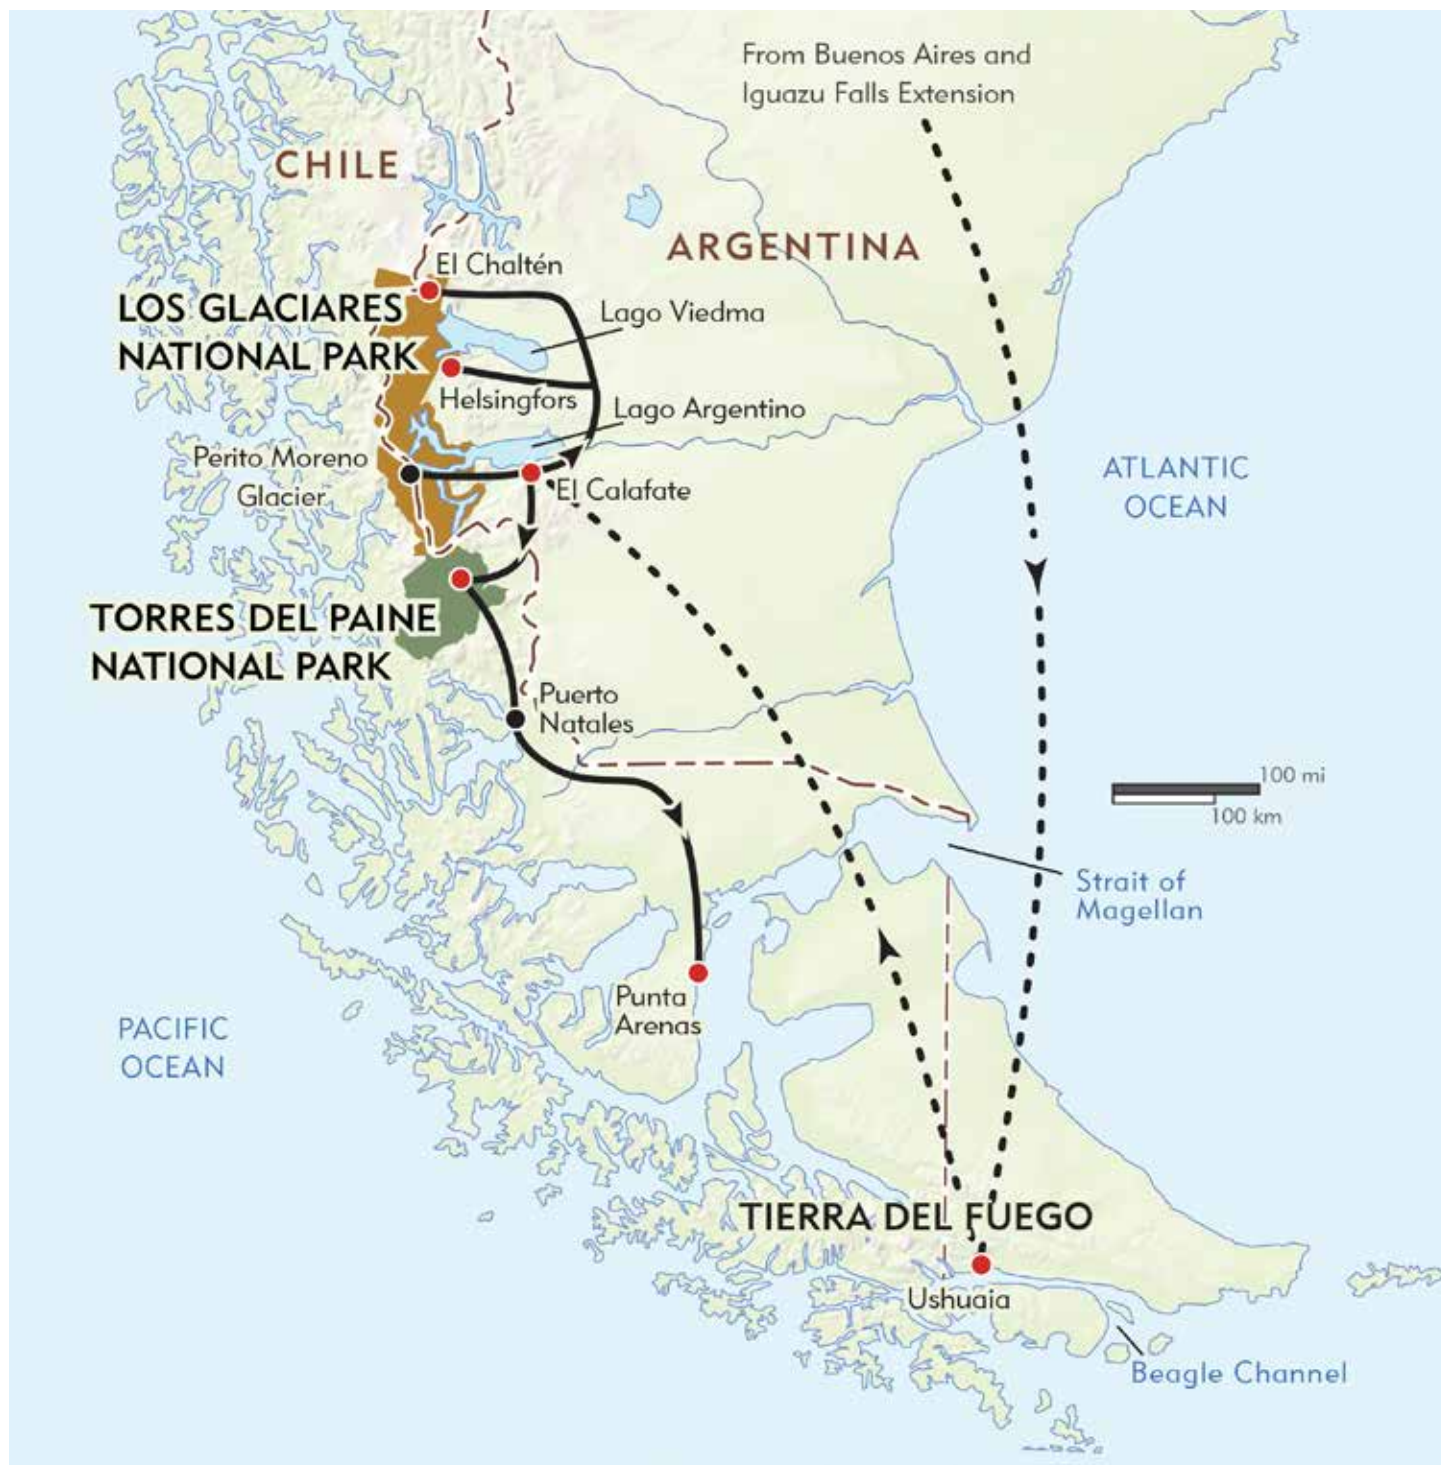 From Buenos Aires and
Iguazu Falls Extension
CHILE
ARGENTINA
El Chaltén
LOS GLACIARES
NATIONAL PARK
Lago Viedma
Helsingfors
Lago Argentino
Perito Moreno
Glacier
El Calafate
ATLANTIC
OCEAN
TORRES DEL PAINE
NATIONAL PARK
Puerto
Natales
100 mi
100 km
Strait of
Magellan
Punta
Arenas
PACIFIC
OCEAN
TIERRA DEL FUEGO
Ushuaia
Beagle Channel